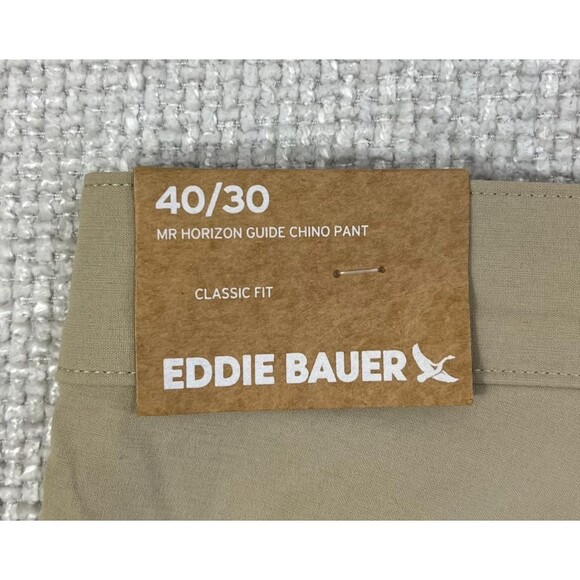 40/30
MR HORIZON GUIDE CHINO PANT
CLASSIC FIT
EDDIE BAUER